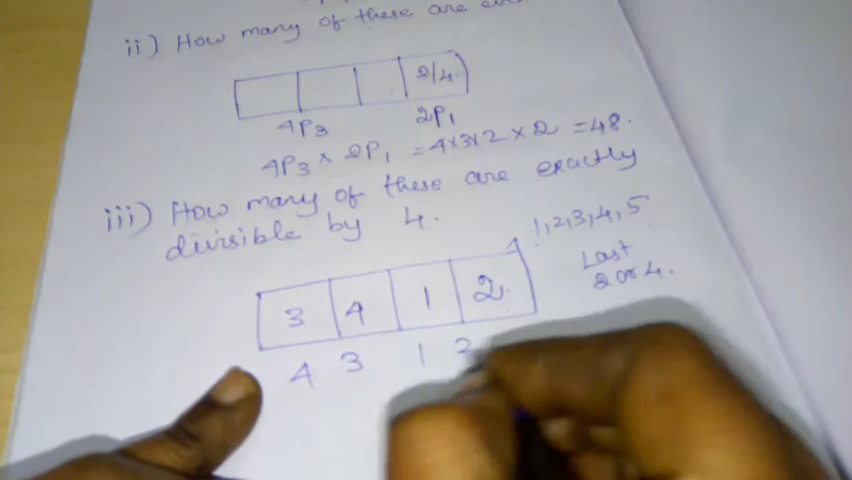 ii) How many of these are
2/4
4P3 2P1
4P3 × 2P1 = 4×3×2 × 2 = 48.
iii) How many of these are exactly
divisible by 4.
1,2,3,4,5
Last
2 or 4.
3 4 1 2
4 3 1 2